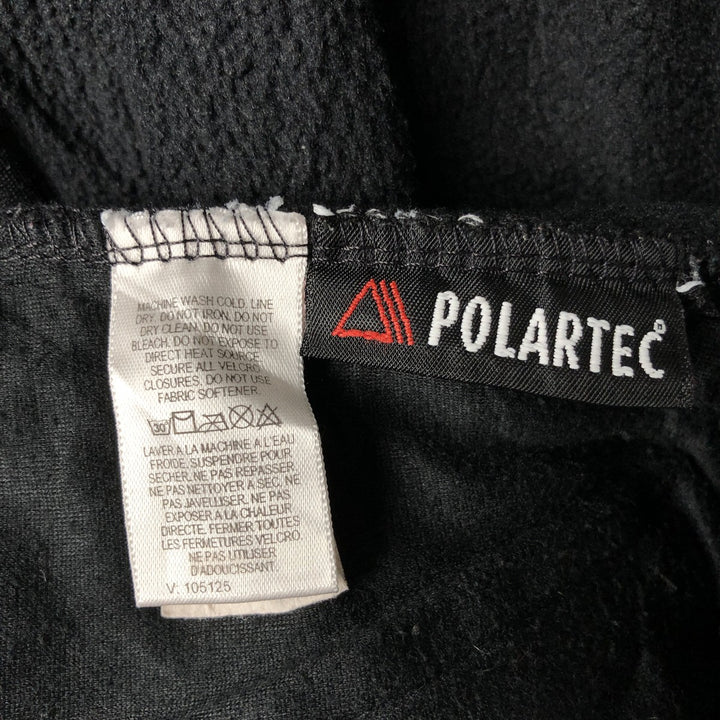 MACHINE WASH COLD. LINE
DRY. DO NOT IRON. DO NOT
DRY CLEAN. DO NOT USE
BLEACH. DO NOT EXPOSE TO
DIRECT HEAT SOURCE.
SECURE ALL VELCRO
CLOSURES. DO NOT USE
FABRIC SOFTENER.
30
LAVER A LA MACHINE A L'EAU
FROIDE. SUSPENDRE POUR
SECHER. NE PAS REPASSER.
NE PAS NETTOYER A SEC. NE
PAS JAVELLISER. NE PAS
EXPOSER A LA CHALEUR
DIRECTE. FERMER TOUTES
LES FERMETURES VELCRO.
NE PAS UTILISER
D'ADOUCISSANT.
V: 105125
POLARTEC®